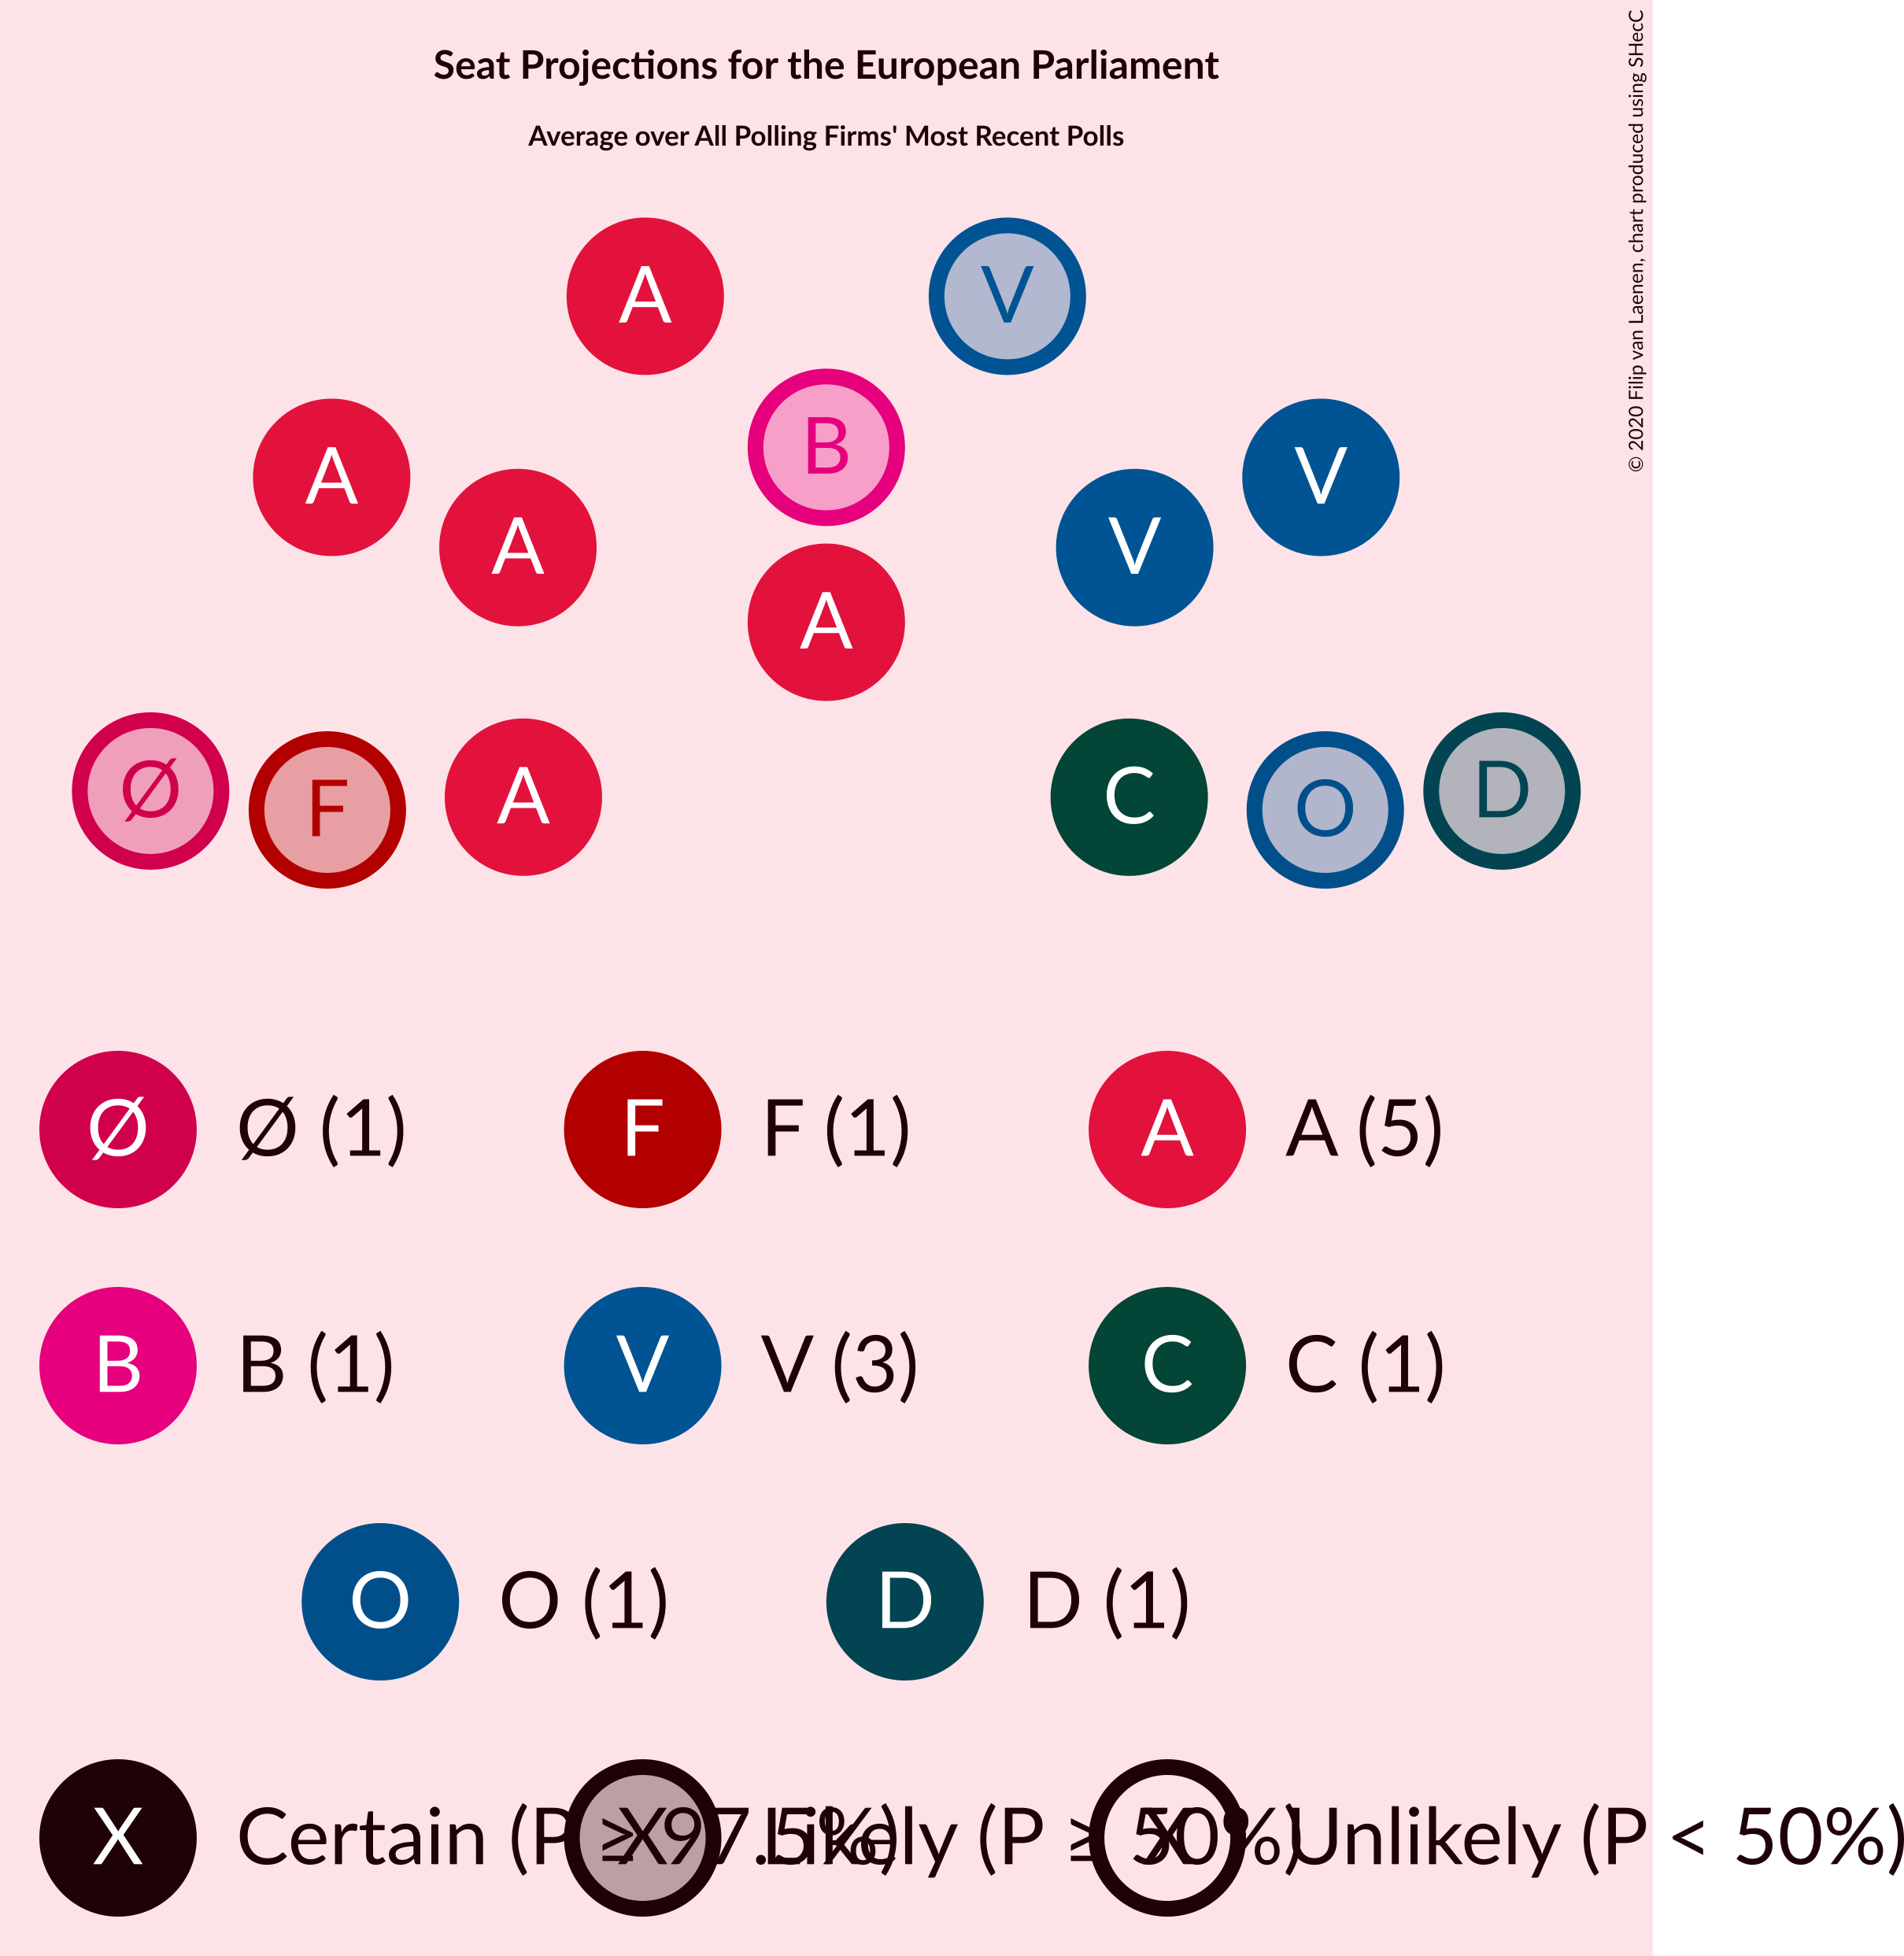 Seat Projections for the European Parliament
Average over All Polling Firms' Most Recent Polls
© 2020 Filip van Laenen, chart produced using SHecC
A
V
B
A
V
A
V
A
Ø
F
A
C
O
D
Ø Ø (1)
F F (1)
A A (5)
B B (1)
V V (3)
C C (1)
O O (1)
D D (1)
X Certain (P ≥ 97.5%)
X Likely (P ≥ 50%)
X Unlikely (P < 50%)